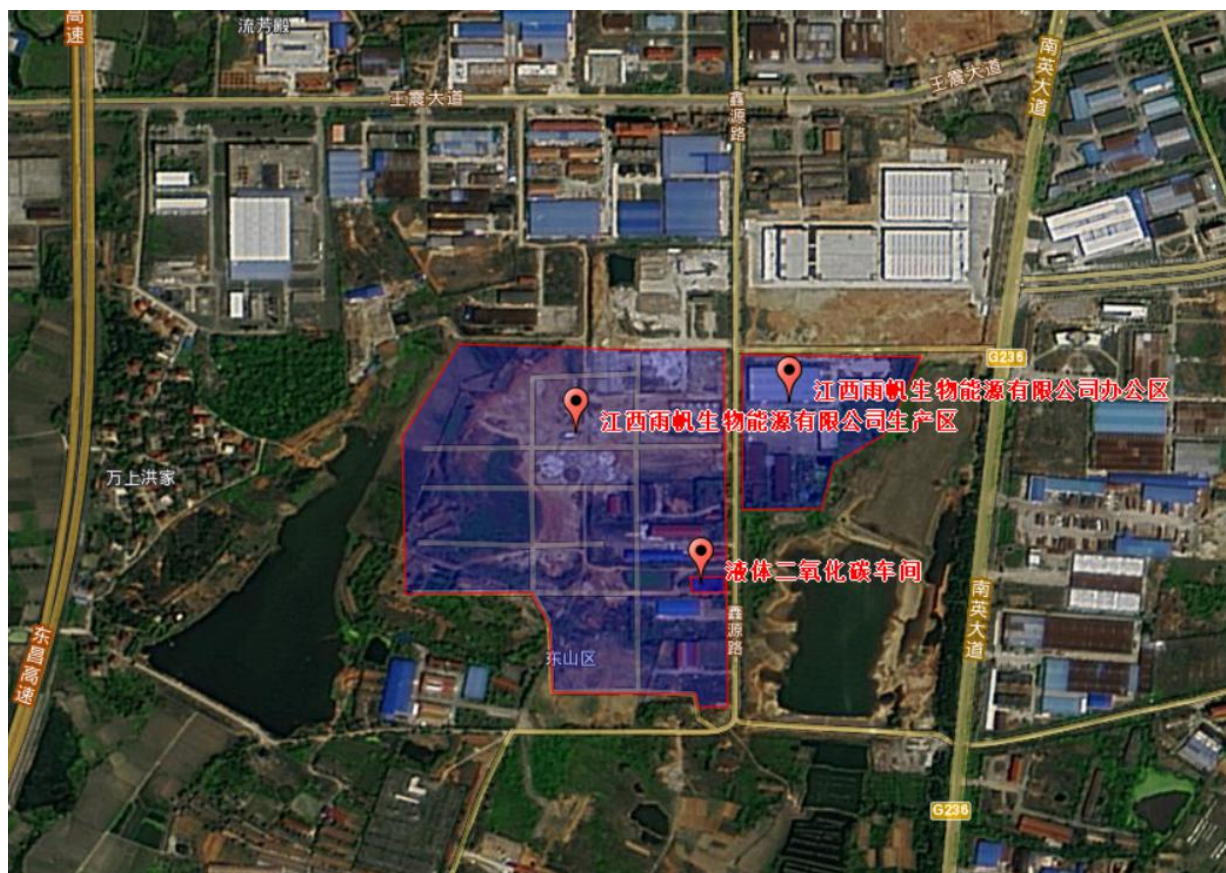 高速
流芳殿
王震大道
鑫源路
王震大道
南英大道
G236
江西雨帆生物能源有限公司办公区
江西雨帆生物能源有限公司生产区
万上洪家
液体二氧化碳车间
鑫源路
南英大道
东昌高速
东山区
G236